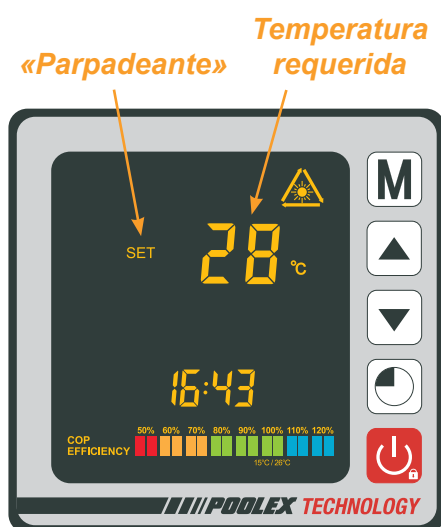 Temperatura
«Parpadeante» requerida
M
SET 28 °C
16:43
50% 60% 70% 80% 90% 100% 110% 120%
COP
EFFICIENCY
15°C / 26°C
POOLEX TECHNOLOGY